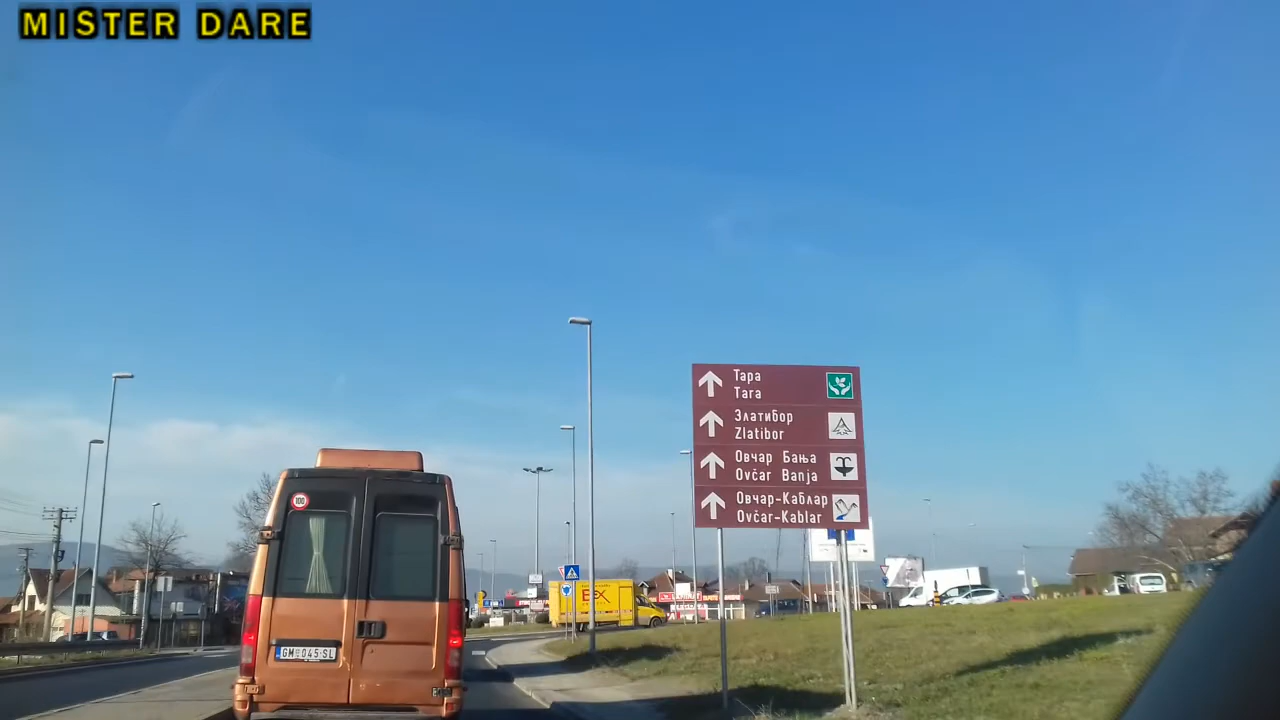 MISTER DARE
Тара
Tara
Златибор
Zlatibor
Овчар Бања
Ovčar Banja
Овчар-Каблар
Ovčar-Kablar
100
GM 045-SL